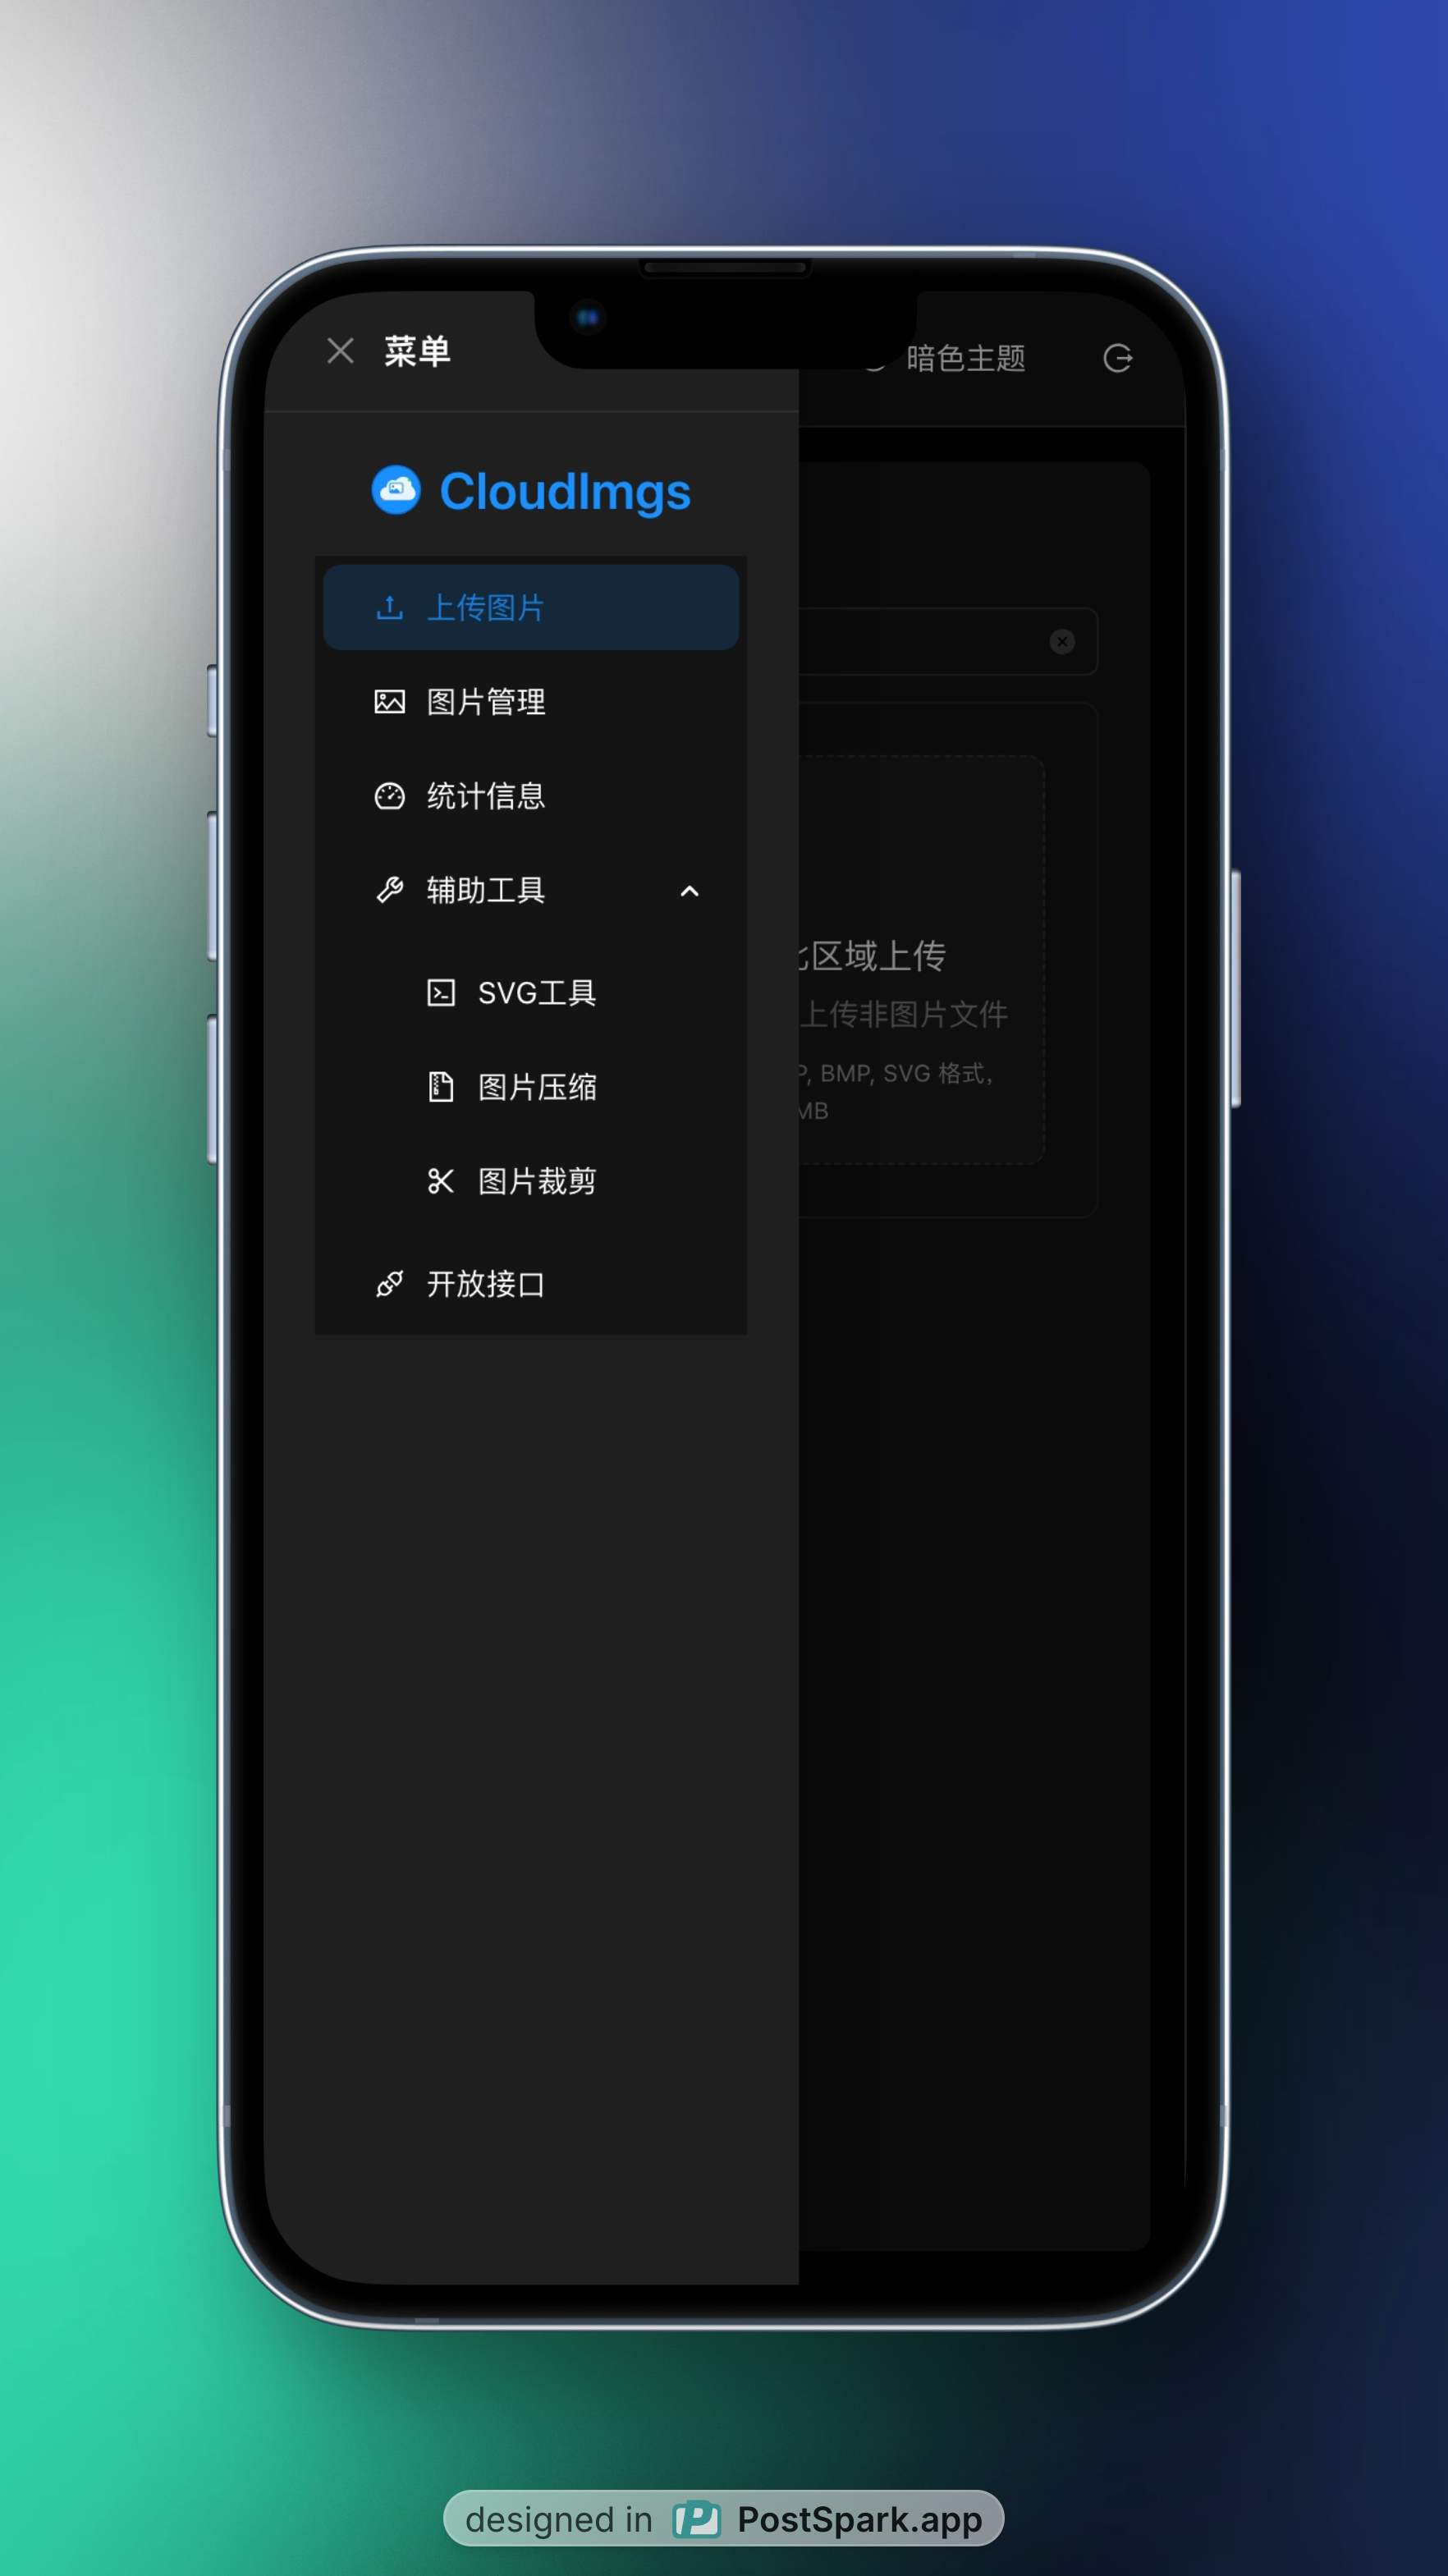 菜单
暗色主题
CloudImgs
上传图片
图片管理
统计信息
辅助工具
SVG工具
图片压缩
图片裁剪
开放接口
区域上传
上传非图片文件
, BMP, SVG 格式,
MB
designed in PostSpark.app